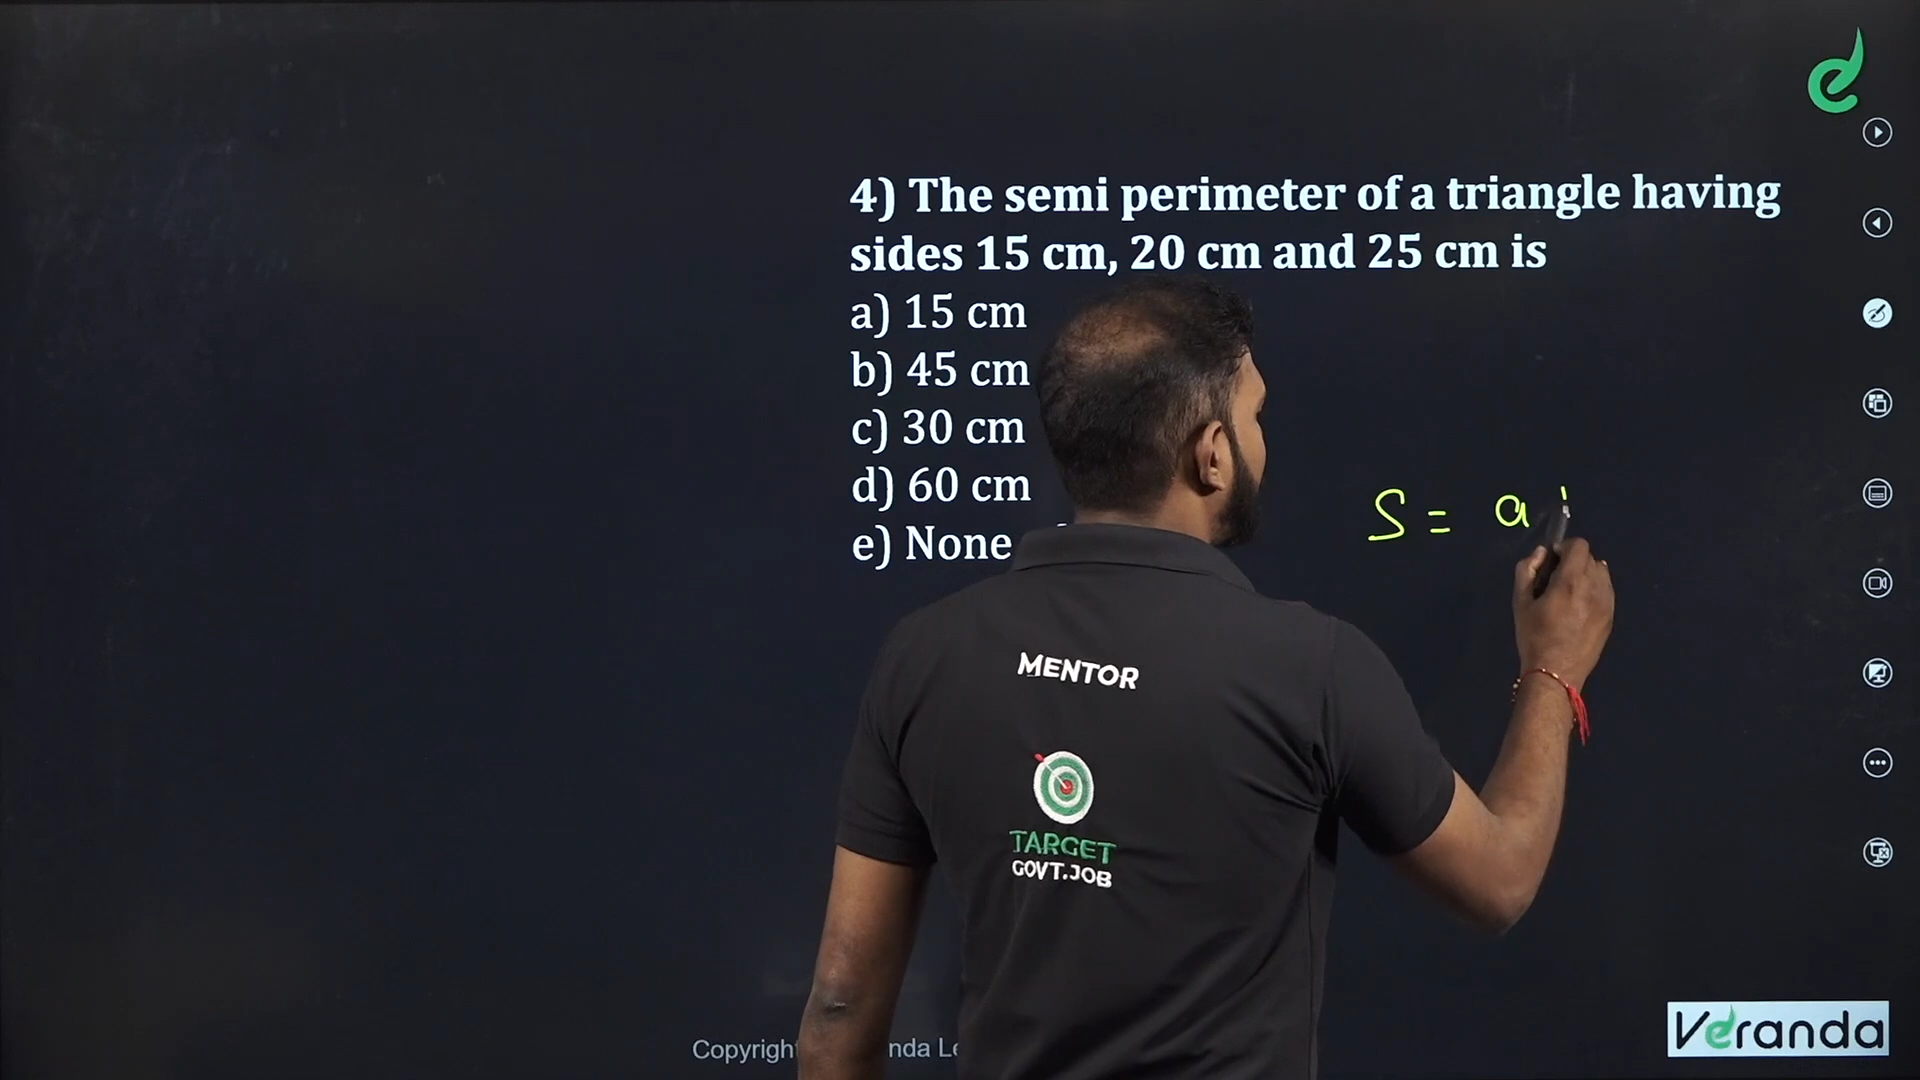 4) The semi perimeter of a triangle having
sides 15 cm, 20 cm and 25 cm is
a) 15 cm
b) 45 cm
c) 30 cm
d) 60 cm
e) None
S = a
MENTOR
TARGET
GOVT.JOB
Veranda